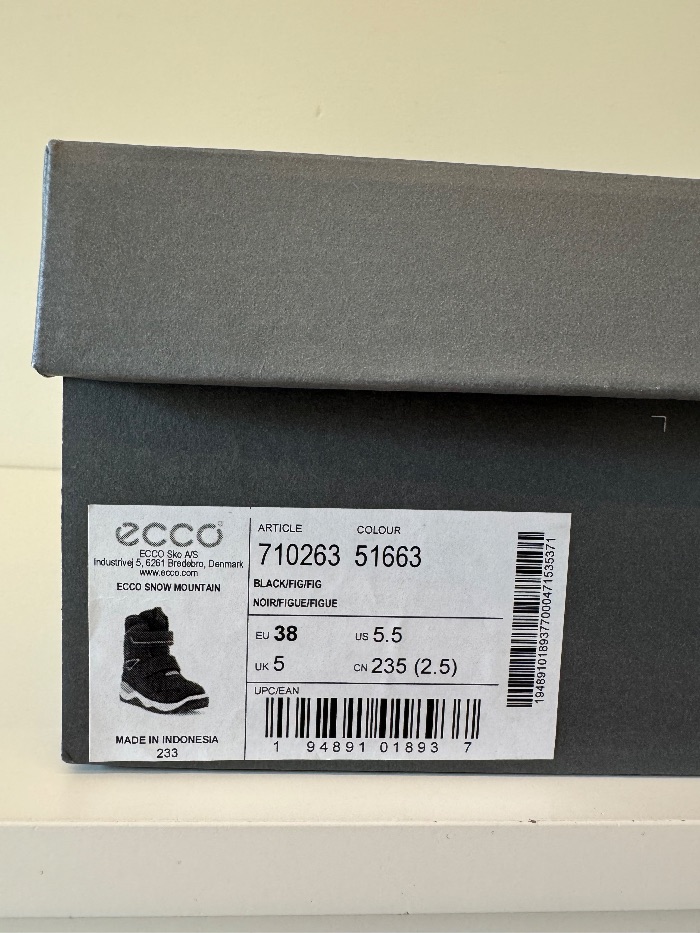 ecco
ECCO Sko A/S
Industrivej 5, 6261 Bredebro, Denmark
www.ecco.com
ECCO SNOW MOUNTAIN
MADE IN INDONESIA
233
ARTICLE COLOUR
710263 51663
BLACK/FIG/FIG
NOIR/FIGUE/FIGUE
EU 38 US 5.5
UK 5 CN 235 (2.5)
UPC/EAN
1 94891 01893 7
1948910189377000471535371